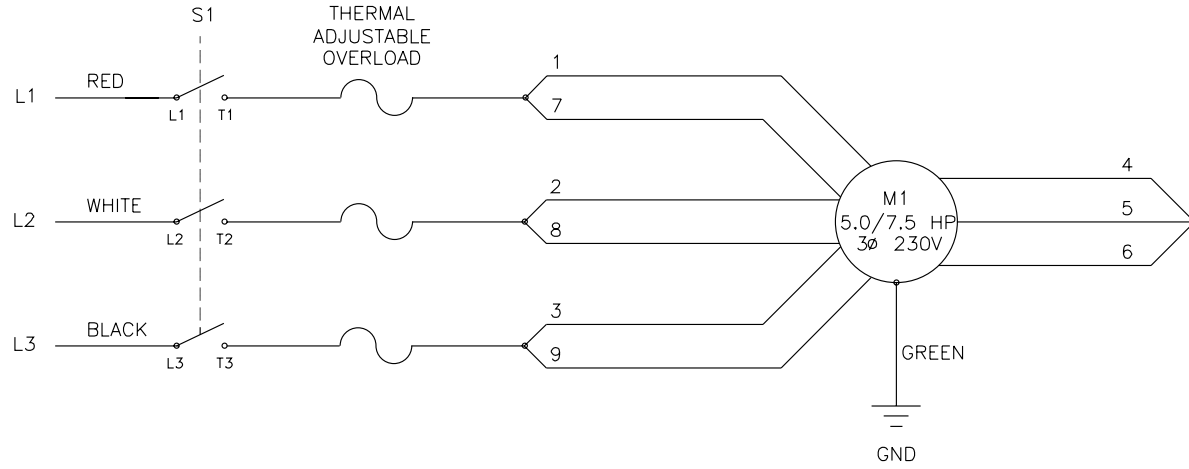 S1
THERMAL
ADJUSTABLE
OVERLOAD
L1
RED
L1
T1
1
7
L2
WHITE
L2
T2
2
8
M1
5.0/7.5 HP
3Ø 230V
4
5
6
L3
BLACK
L3
T3
3
9
GREEN
GND